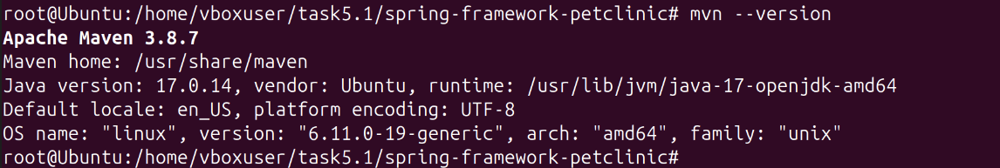 root@Ubuntu:/home/vboxuser/task5.1/spring-framework-petclinic# mvn --version
Apache Maven 3.8.7
Maven home: /usr/share/maven
Java version: 17.0.14, vendor: Ubuntu, runtime: /usr/lib/jvm/java-17-openjdk-amd64
Default locale: en_US, platform encoding: UTF-8
OS name: "linux", version: "6.11.0-19-generic", arch: "amd64", family: "unix"
root@Ubuntu:/home/vboxuser/task5.1/spring-framework-petclinic#